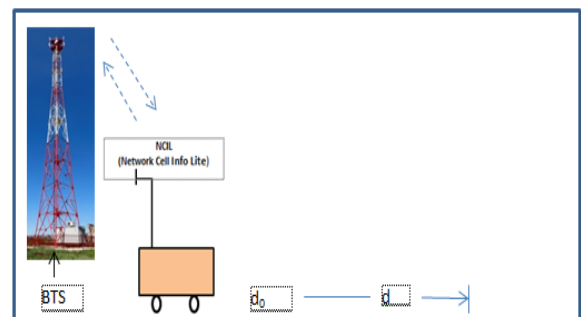 NCIL
(Network Cell Info Lite)
BTS
d₀
d